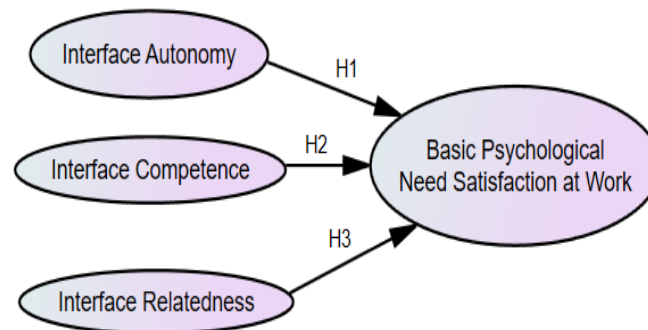 Interface Autonomy
H1
Interface Competence
H2
Basic Psychological
Need Satisfaction at Work
H3
Interface Relatedness